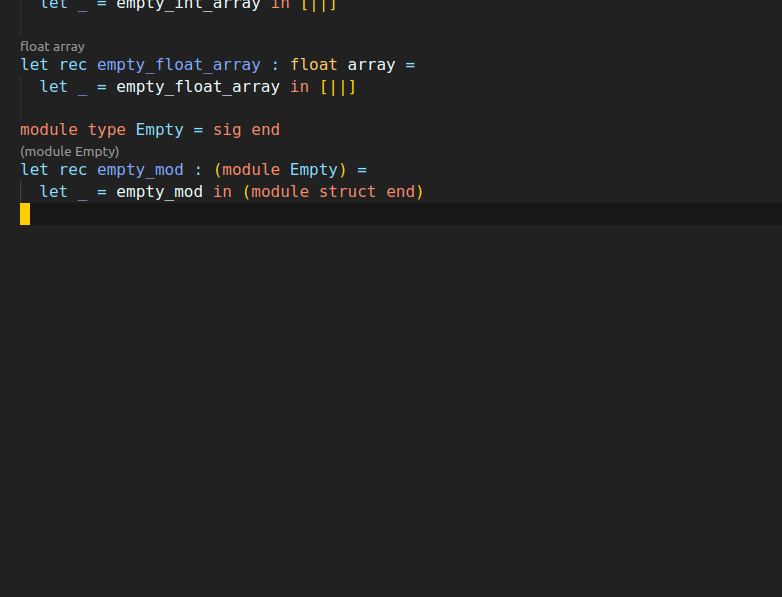 let _ = empty_int_array in [||]
float array
let rec empty_float_array : float array =
let _ = empty_float_array in [||]
module type Empty = sig end
(module Empty)
let rec empty_mod : (module Empty) =
let _ = empty_mod in (module struct end)